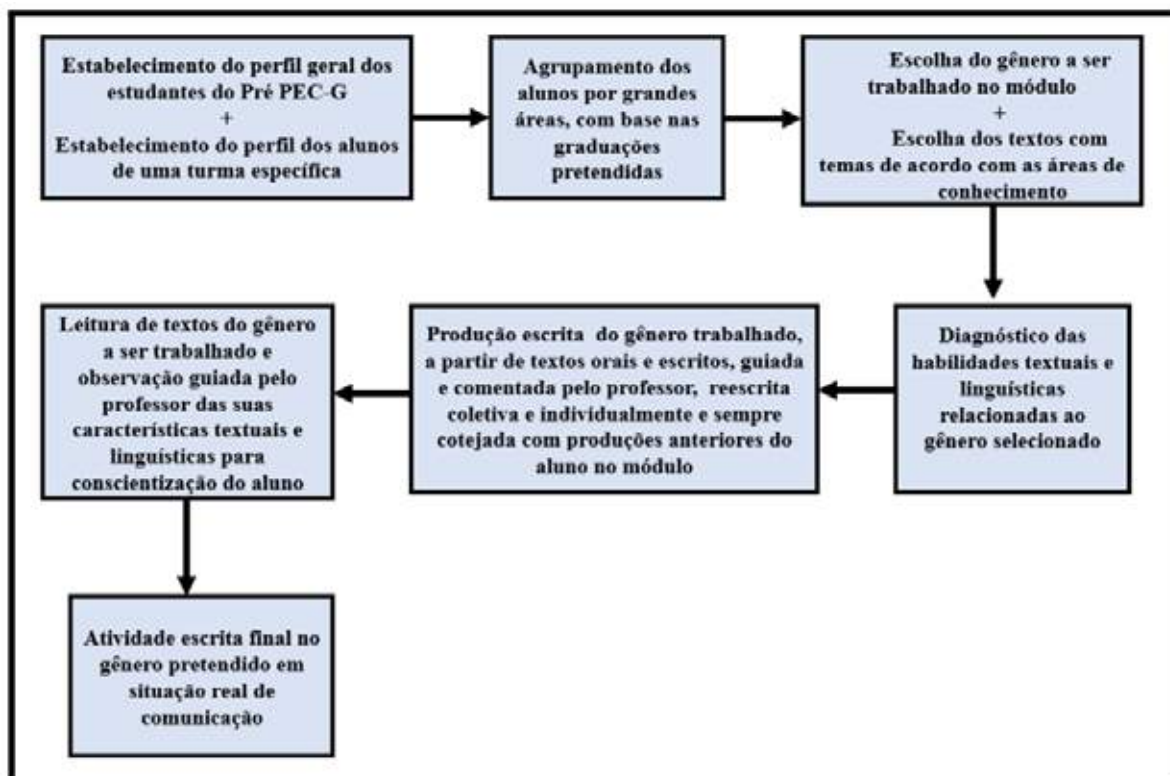 Estabelecimento do perfil geral dos
estudantes do Pré PEC-G
+
Estabelecimento do perfil dos alunos
de uma turma específica
Agrupamento dos
alunos por grandes
áreas, com base nas
graduações
pretendidas
Escolha do gênero a ser
trabalhado no módulo
+
Escolha dos textos com
temas de acordo com as áreas de
conhecimento
Diagnóstico das
habilidades textuais e
linguísticas
relacionadas ao
gênero selecionado
Produção escrita do gênero trabalhado,
a partir de textos orais e escritos, guiada
e comentada pelo professor, reescrita
coletiva e individualmente e sempre
cotejada com produções anteriores do
aluno no módulo
Leitura de textos do gênero
a ser trabalhado e
observação guiada pelo
professor das suas
características textuais e
linguísticas para
conscientização do aluno
Atividade escrita final no
gênero pretendido em
situação real de
comunicação